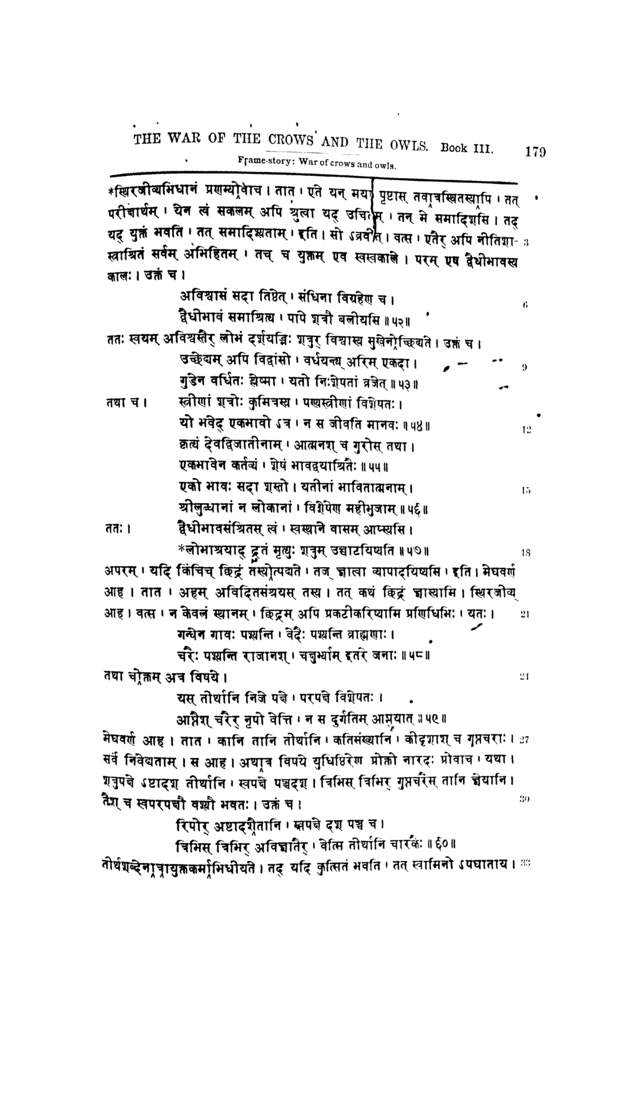 THE WAR OF THE CROWS AND THE OWLS. Book III. 179
Frame-story: War of crows and owls.
*स्थिरजीव्यभिधानं प्रणम्योवाच । तात । एते यन् मया पृष्टास् तवात्रस्थितस्यापि । तत्
परीक्षार्थम् । येन त्वं सकलम् अपि श्रुत्वा यद् उचितम् । तन् मे समादिशसि । तद्
यद् युक्तं भवति । तत् समादिश्यताम् । इति । सो ऽब्रवीत् । वत्स । एतैर् अपि नीतिशा- 3
स्त्राश्रितं सर्वम् अभिहितम् । तच् च युक्तम् एव स्वस्वकाले । परम् एष द्वैधीभावस्य
कालः । उक्तं च ।
अविश्वासं सदा तिष्ठेत् । संधिना विग्रहेण च । 6
द्वैधीभावं समाश्रित्य । पापे शत्रौ बलीयसि ॥५२॥
ततः स्वयम् अविश्वस्तैर् लोभं दर्शयद्भिः शत्रुर् विश्वास्य सुखेनोच्छिद्यते । उक्तं च ।
उच्छेद्यम् अपि विद्वांसो । वर्धयन्त्य् अरिम् एकदा । 9
गुडेन वर्धितः श्लेष्मा । यतो निःशेषतां व्रजेत् ॥५३॥
तथा च । स्त्रीणां शत्रोः कुमित्रस्य । पण्यस्त्रीणां विशेषतः ।
यो भवेद् एकभावो ऽत्र । न स जीवति मानवः ॥५४॥ 12
कृत्यं देवद्विजातीनाम् । आत्मनश् च गुरोस् तथा ।
एकभावेन कर्तव्यं । शेषं भावद्वयाश्रितैः ॥५५॥
एको भावः सदा शस्तो । यतीनां भावितात्मनाम् । 15
श्रीलुब्धानां न लोकानां । विशेषेण महीभुजाम् ॥५६॥
ततः । द्वैधीभावसंश्रितस् त्वं । स्वस्थाने वासम् आप्स्यसि ।
*लोभाश्रयाद् द्रुतं मृत्युः शत्रुम् उच्चाटयिष्यति ॥५७॥ 18
अपरम् । यदि किंचिच् छिद्रं तस्योत्पद्यते । तज् ज्ञात्वा व्यापादयिष्यसि । इति । मेघवर्ण
आह । तात । अहम् अविदितसंश्रयस् तस्य । तत् कथं छिद्रं ज्ञास्यामि । स्थिरजीव्य्
आह । वत्स । न केवलं स्थानम् । छिद्रम् अपि प्रकटीकरिष्यामि प्रणिधिभिः । यतः । 21
गन्धेन गावः पश्यन्ति । वेदैः पश्यन्ति ब्राह्मणाः ।
चरैः पश्यन्ति राजानश् । चक्षुर्भ्याम् इतरे जनाः ॥५८॥
तथा चोक्तम् अत्र विषये । 24
यस् तीर्थानि निजे पक्षे । परपक्षे विशेषतः ।
आप्तैश् चरैर् नृपो वेत्ति । न स दुर्गतिम् आप्नुयात् ॥५९॥
मेघवर्ण आह । तात । कानि तानि तीर्थानि । कतिसंख्यानि । कीदृशाश् च गुप्तचराः । 27
सर्वं निवेद्यताम् । स आह । अथात्र विषये युधिष्ठिरेण प्रोक्तो नारदः प्रोवाच । यथा ।
शत्रुपक्षे ऽष्टादश तीर्थानि । स्वपक्षे पञ्चदश । त्रिभिस् त्रिभिर् गुप्तचरैस् तानि ज्ञेयानि ।
तैश् च स्वपरपक्षौ वश्यौ भवतः । उक्तं च । 30
रिपोर् अष्टादशैतानि । स्वपक्षे दश पञ्च च ।
त्रिभिस् त्रिभिर् अविज्ञातैर् । वेत्सि तीर्थानि चारकैः ॥६०॥
तीर्थशब्देनात्रायुक्तकर्माभिधीयते । तद् यदि कुत्सितं भवति । तत् स्वामिनो ऽपघाताय । 33